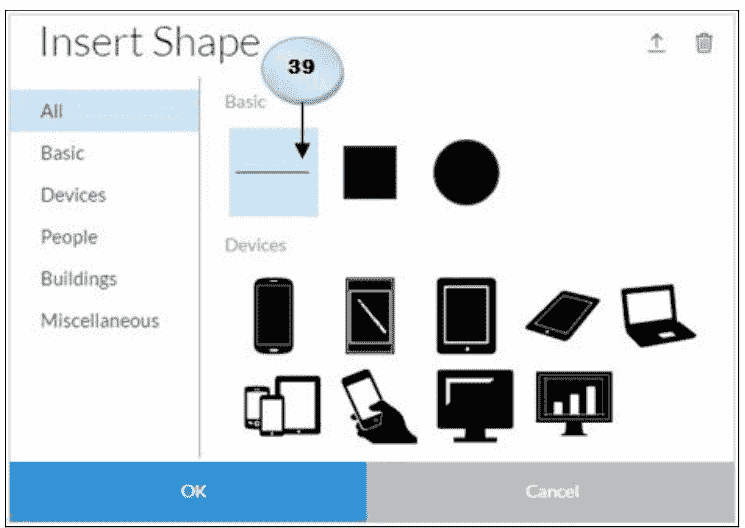 Insert Shape
39
All
Basic
Devices
People
Buildings
Miscellaneous
Basic
Devices
OK
Cancel